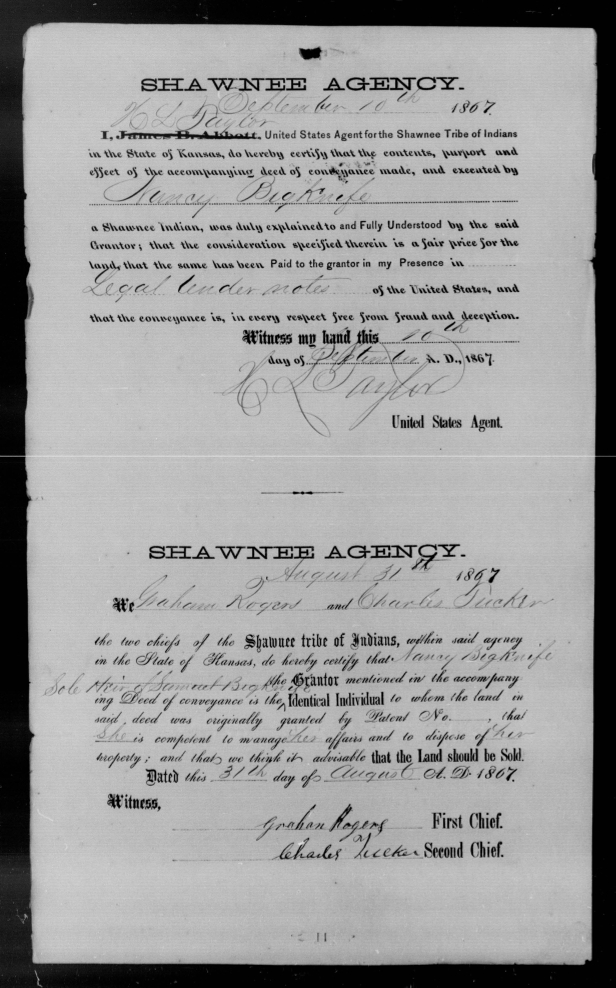 SHAWNEE AGENCY.
September 10th 1867.
H L Taylor
I, James B. Abbott, United States Agent for the Shawnee Tribe of Indians
in the State of Kansas, do hereby certify that the contents, purport and
effect of the accompanying deed of conveyance made, and executed by
Nancy Bigknife
a Shawnee Indian, was duly explained to and Fully Understood by the said
Grantor; that the consideration specified therein is a fair price for the
land, that the same has been Paid to the grantor in my Presence in
Legal tender notes of the United States, and
that the conveyance is, in every respect free from fraud and deception.
Witness my hand this 10th
day of September A. D., 1867.
H L Taylor
United States Agent.
SHAWNEE AGENCY.
August 31th 1867
We Graham Rogers and Charles Tucker
the two chiefs of the Shawnee tribe of Indians, within said agency
in the State of Kansas, do hereby certify that Nancy Bigknife
Sole Heir of Samuel Bigknife the Grantor mentioned in the accompany
ing Deed of conveyance is the Identical Individual to whom the land in
said deed was originally granted by Patent No. , that
She is competent to manage her affairs and to dispose of her
property; and that we think it advisable that the Land should be Sold.
Dated this 31th day of August A. D. 1867.
Witness,
Graham Rogers First Chief.
Charles Tucker Second Chief.
11